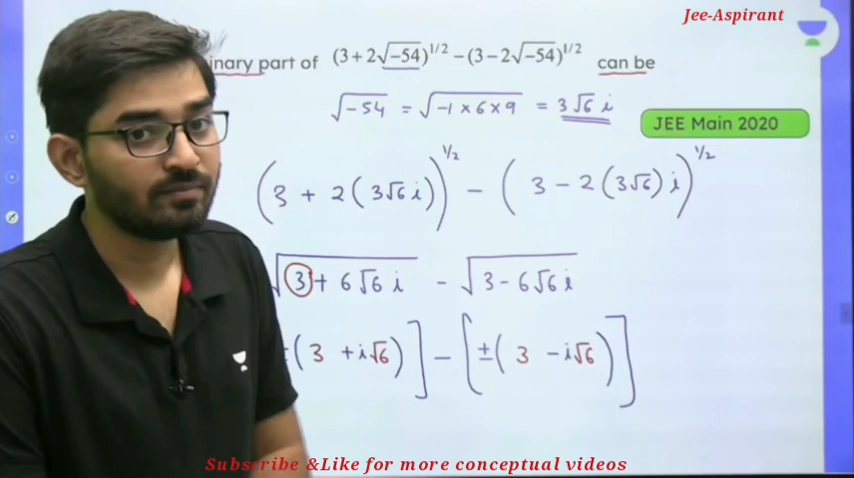 Jee-Aspirant
inary part of (3+2√-54)^1/2 -(3-2√-54)^1/2 can be
√-54 = √-1 × 6 × 9 = 3√6 i
JEE Main 2020
(3 + 2(3√6 i))^1/2 - (3 - 2(3√6) i)^1/2
√3 + 6√6 i - √3 - 6√6 i
±(3 + i√6)] - [±(3 - i√6)]
Subscribe &Like for more conceptual videos